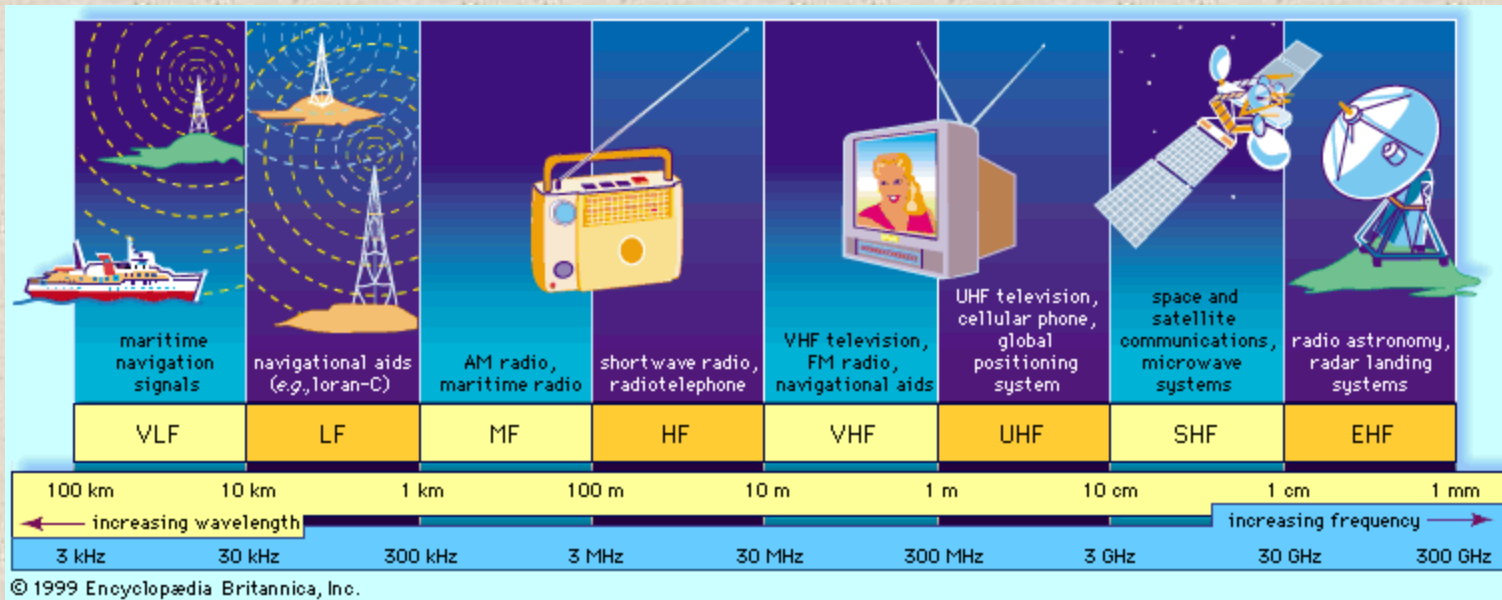 maritime
navigation
signals
navigational aids
(e.g., loran-C)
AM radio,
maritime radio
shortwave radio,
radiotelephone
VHF television,
FM radio,
navigational aids
UHF television,
cellular phone,
global
positioning
system
space and
satellite
communications,
microwave
systems
radio astronomy,
radar landing
systems
VLF LF MF HF VHF UHF SHF EHF
100 km 10 km 1 km 100 m 10 m 1 m 10 cm 1 cm 1 mm
increasing wavelength increasing frequency
3 kHz 30 kHz 300 kHz 3 MHz 30 MHz 300 MHz 3 GHz 30 GHz 300 GHz
© 1999 Encyclopædia Britannica, Inc.